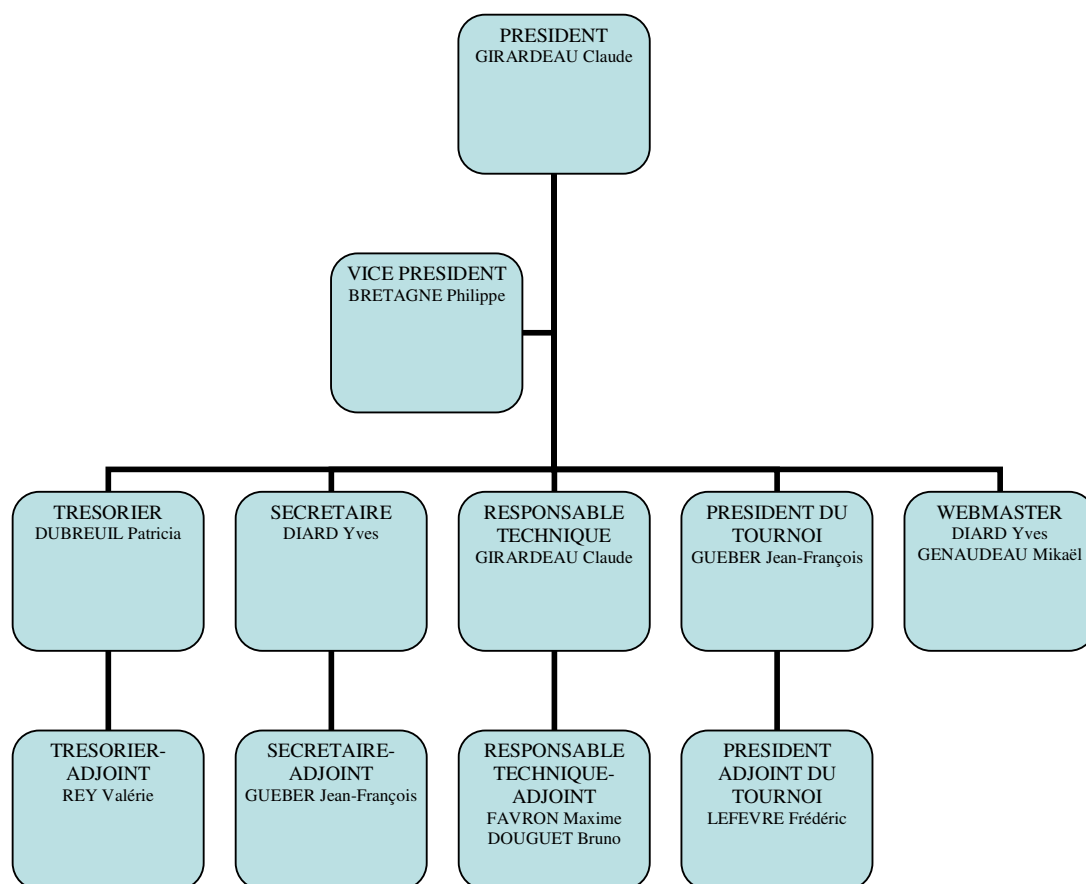 PRESIDENT
GIRARDEAU Claude
VICE PRESIDENT
BRETAGNE Philippe
TRESORIER
DUBREUIL Patricia
SECRETAIRE
DIARD Yves
RESPONSABLE
TECHNIQUE
GIRARDEAU Claude
PRESIDENT DU
TOURNOI
GUEBER Jean-François
WEBMASTER
DIARD Yves
GENAUDEAU Mikaël
TRESORIER-
ADJOINT
REY Valérie
SECRETAIRE-
ADJOINT
GUEBER Jean-François
RESPONSABLE
TECHNIQUE-
ADJOINT
FAVRON Maxime
DOUGUET Bruno
PRESIDENT
ADJOINT DU
TOURNOI
LEFEVRE Frédéric